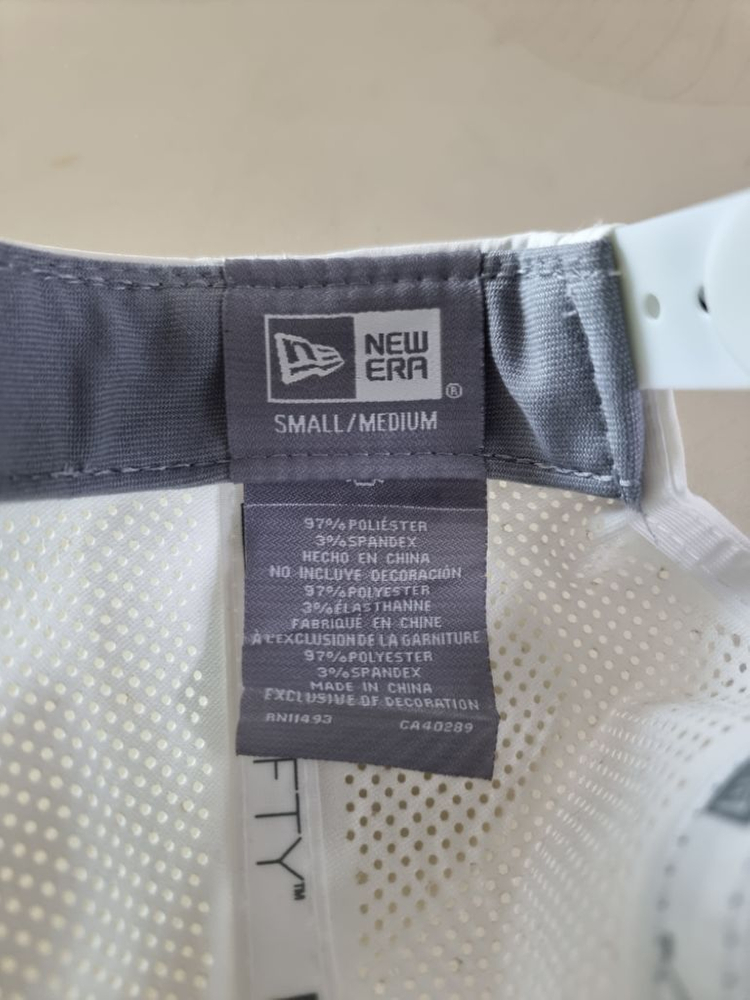 NEW
ERA®
SMALL/MEDIUM
97%POLIÉSTER
3%SPANDEX
HECHO EN CHINA
NO INCLUYE DECORACIÓN
97%POLYESTER
3%ÉLASTHANNE
FABRIQUÉ EN CHINE
À L'EXCLUSION DE LA GARNITURE
97%POLYESTER
3%SPANDEX
MADE IN CHINA
EXCLUSIVE OF DECORATION
RN11493 CA40289
FTY™